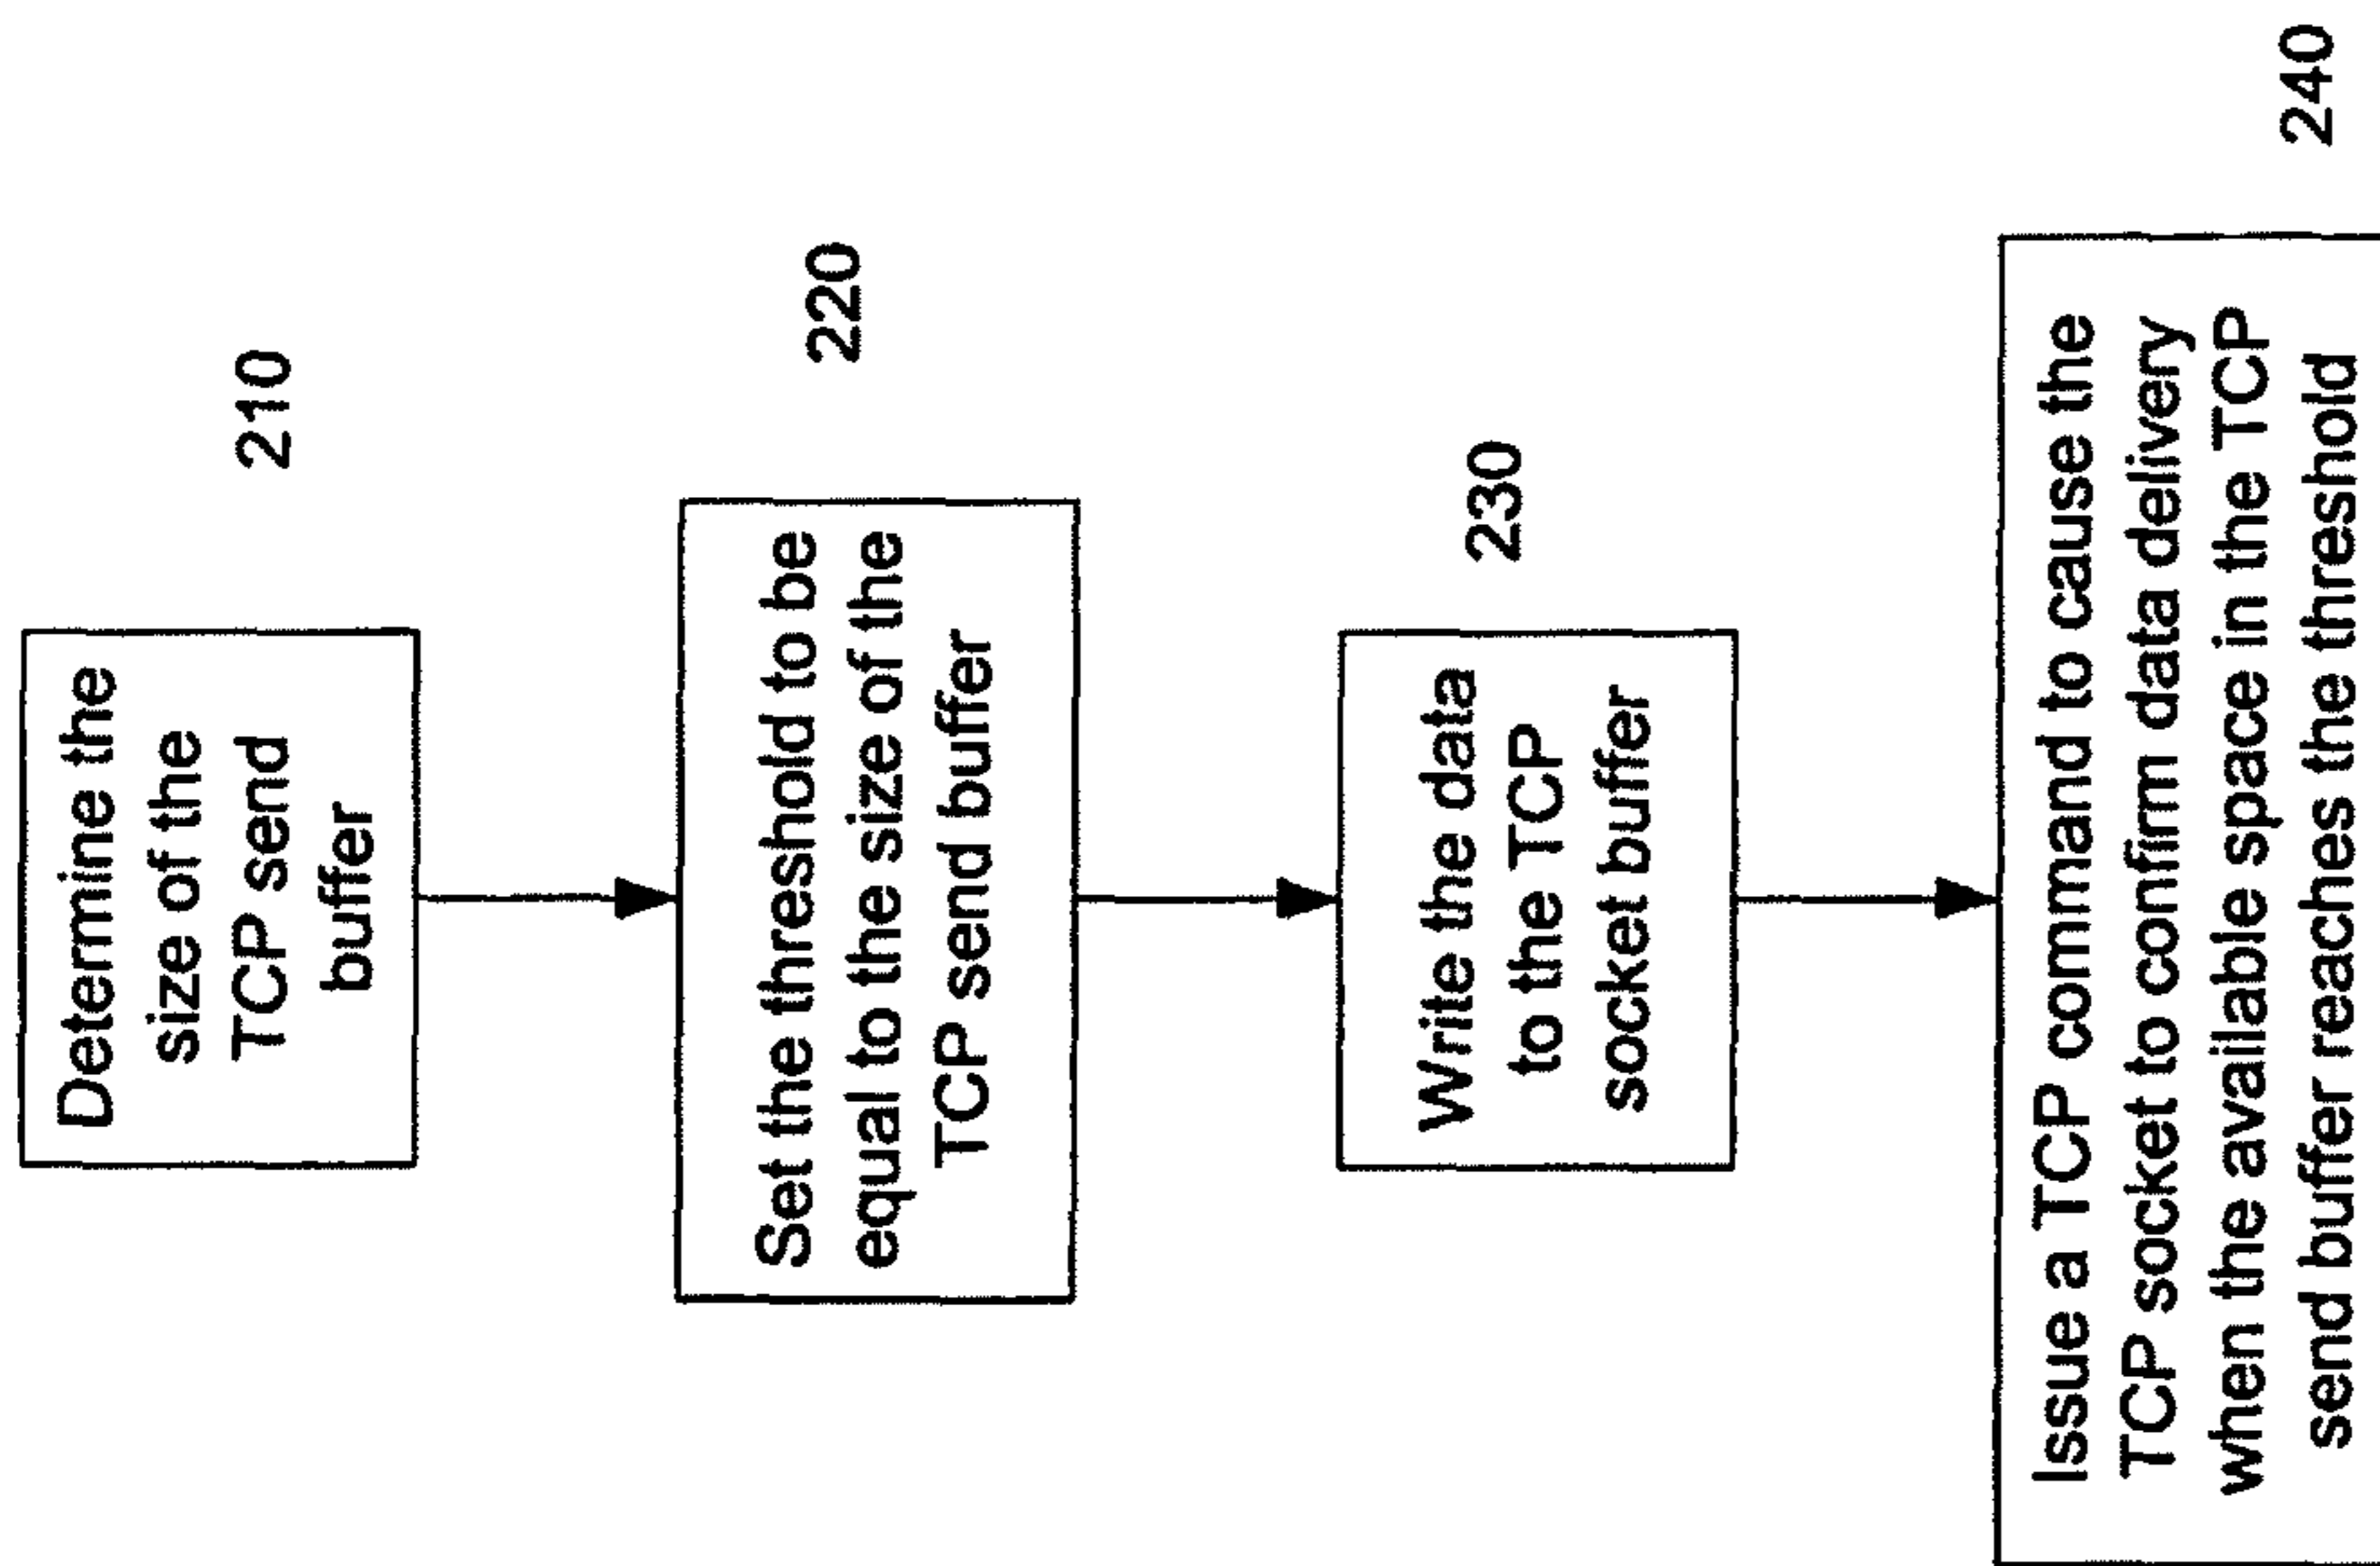 Determine the
size of the
TCP send
buffer
210
Set the threshold to be
equal to the size of the
TCP send buffer
220
Write the data
to the TCP
socket buffer
230
Issue a TCP command to cause the
TCP socket to confirm data delivery
when the available space in the TCP
send buffer reaches the threshold
240